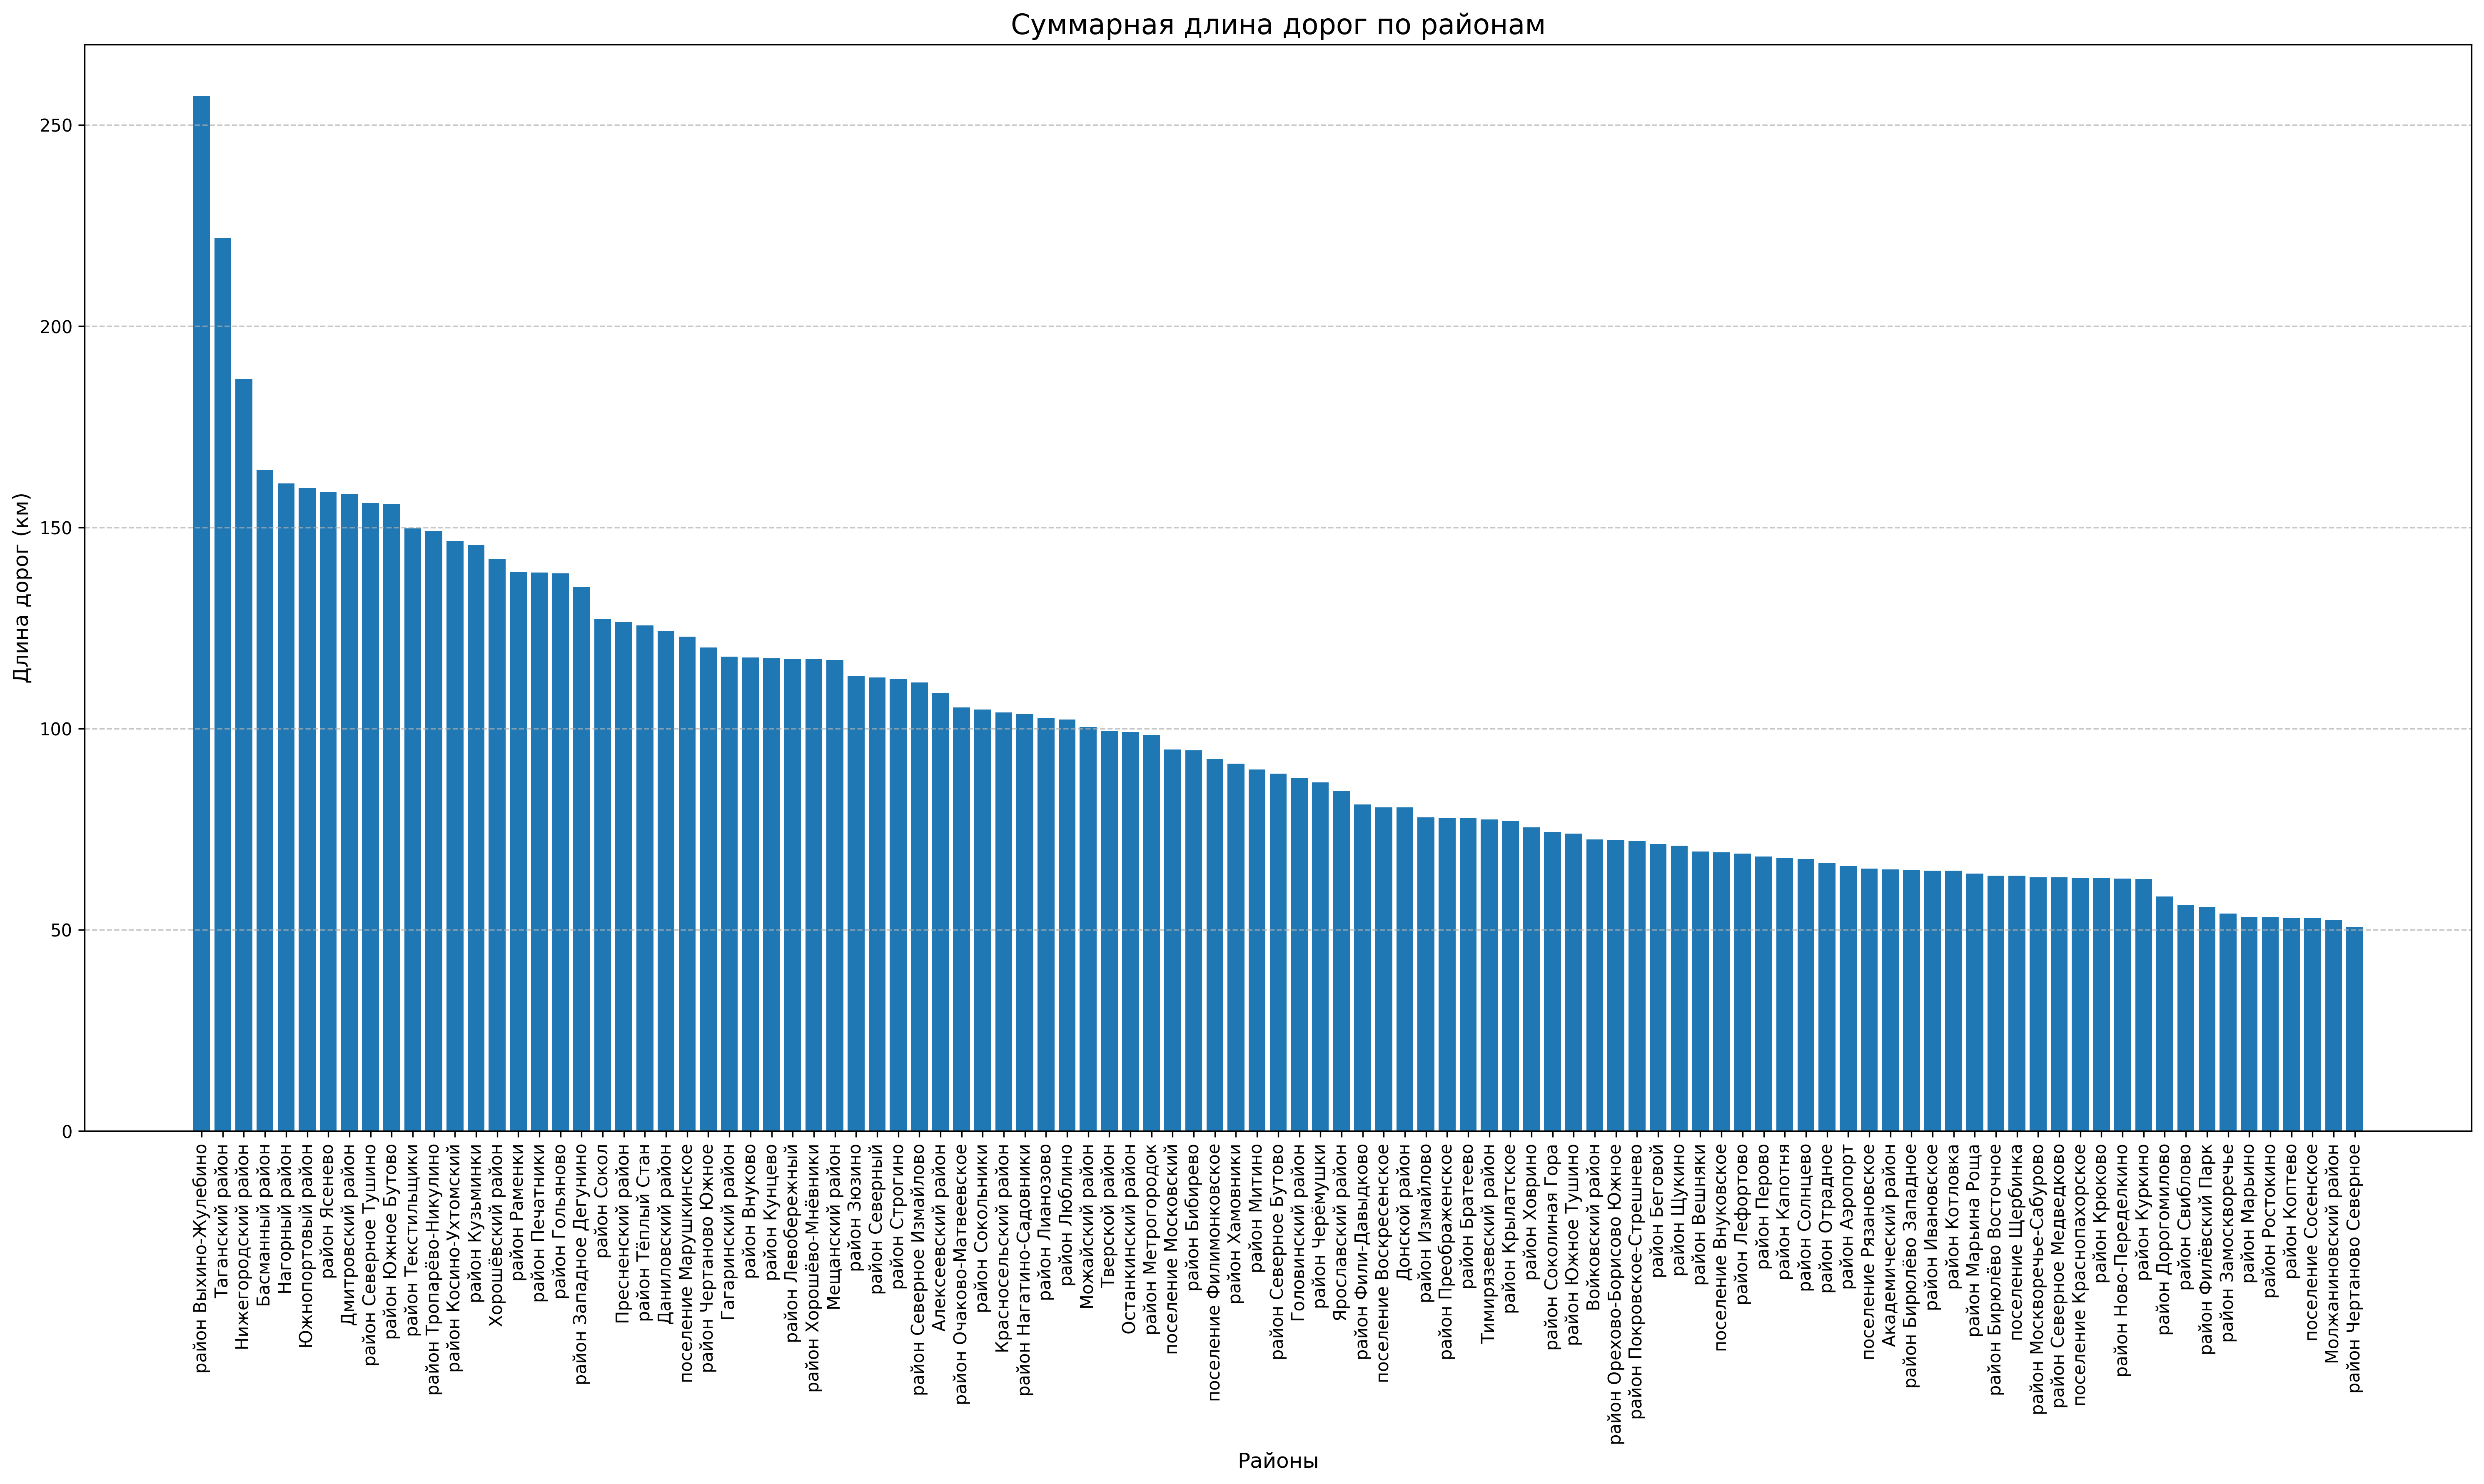 Суммарная длина дорог по районам
Длина дорог (км)
250
200
150
100
50
0
район Выхино-Жулебино
Таганский район
Нижегородский район
Басманный район
Нагорный район
Южнопортовый район
район Ясенево
Дмитровский район
район Северное Тушино
район Южное Бутово
район Текстильщики
район Тропарёво-Никулино
район Косино-Ухтомский
район Кузьминки
Хорошёвский район
район Раменки
район Печатники
район Гольяново
район Западное Дегунино
район Сокол
Пресненский район
район Тёплый Стан
Даниловский район
поселение Марушкинское
район Чертаново Южное
Гагаринский район
район Внуково
район Кунцево
район Левобережный
район Хорошёво-Мнёвники
Мещанский район
район Зюзино
район Северный
район Строгино
район Северное Измайлово
Алексеевский район
район Очаково-Матвеевское
район Сокольники
Красносельский район
район Нагатино-Садовники
район Лианозово
район Люблино
Можайский район
Тверской район
Останкинский район
район Метрогородок
поселение Московский
район Бибирево
поселение Филимонковское
район Хамовники
район Митино
район Северное Бутово
Головинский район
район Черёмушки
Ярославский район
район Фили-Давыдково
поселение Воскресенское
Донской район
район Измайлово
район Преображенское
район Братеево
Тимирязевский район
район Крылатское
район Ховрино
район Соколиная Гора
район Южное Тушино
Войковский район
район Орехово-Борисово Южное
район Покровское-Стрешнево
район Беговой
район Щукино
район Вешняки
поселение Внуковское
район Лефортово
район Перово
район Капотня
район Солнцево
район Отрадное
район Аэропорт
поселение Рязановское
Академический район
район Бирюлёво Западное
район Ивановское
район Котловка
район Марьина Роща
район Бирюлёво Восточное
поселение Щербинка
район Москворечье-Сабурово
район Северное Медведково
поселение Краснопахорское
район Крюково
район Ново-Переделкино
район Куркино
район Дорогомилово
район Свиблово
район Филёвский Парк
район Замоскворечье
район Марьино
район Ростокино
район Коптево
поселение Сосенское
Молжаниновский район
район Чертаново Северное
Районы